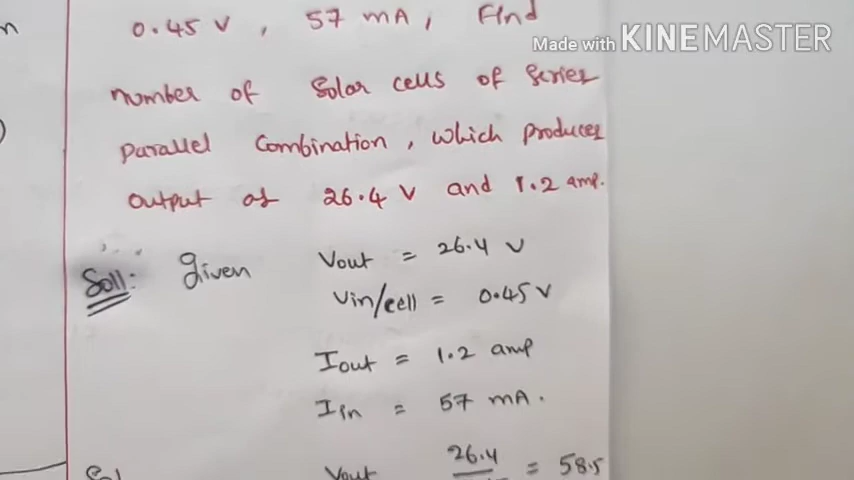 0.45 V, 57 mA, Find
Made with KINEMASTER
number of Solar cells of Series
parallel Combination, which produces
output of 26.4 V and 1.2 amp.
Soll: Given Vout = 26.4 V
Vin/cell = 0.45 V
Iout = 1.2 amp
Iin = 57 mA.
Vout 26.4 = 58.5